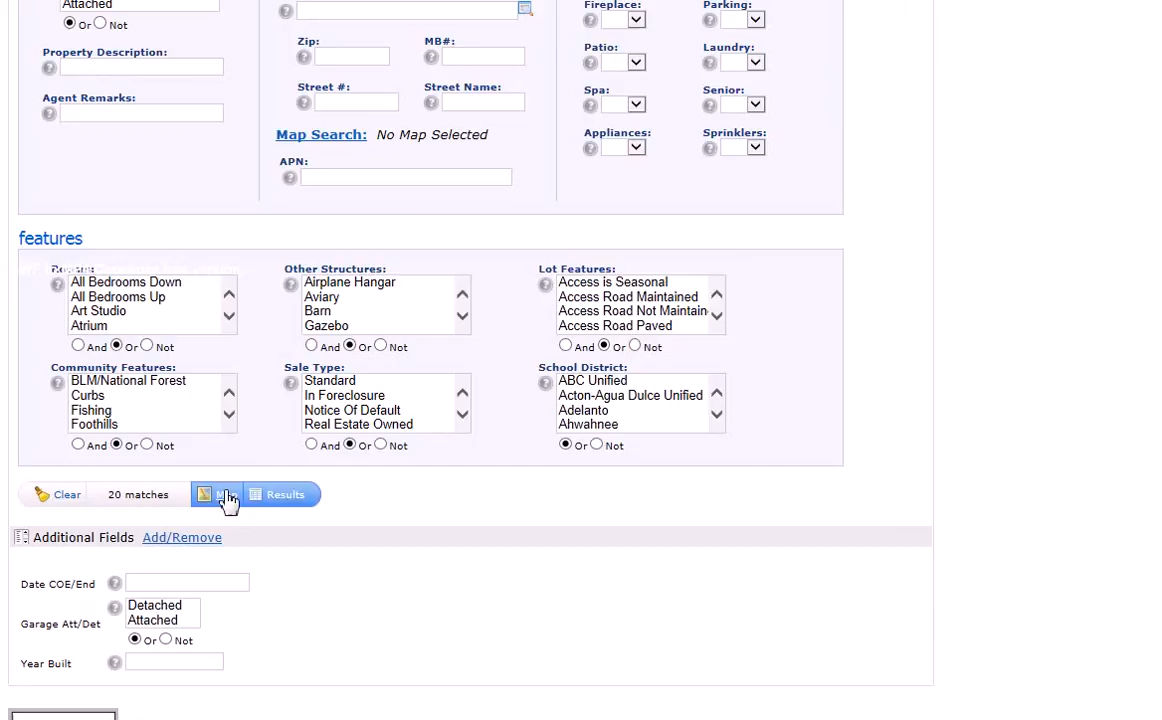 Attached
Or Not
Property Description:
Agent Remarks:
Zip: MB#:
Street #: Street Name:
Map Search: No Map Selected
APN:
Fireplace: Parking:
Patio: Laundry:
Spa: Senior:
Appliances: Sprinklers:
features
Other Structures: Lot Features:
All Bedrooms Down
All Bedrooms Up
Art Studio
Atrium
And Or Not
Airplane Hangar
Aviary
Barn
Gazebo
And Or Not
Access is Seasonal
Access Road Maintained
Access Road Not Maintain
Access Road Paved
And Or Not
Community Features: Sale Type: School District:
BLM/National Forest
Curbs
Fishing
Foothills
And Or Not
Standard
In Foreclosure
Notice Of Default
Real Estate Owned
And Or Not
ABC Unified
Acton-Agua Dulce Unified
Adelanto
Ahwahnee
Or Not
Clear 20 matches Results
Additional Fields Add/Remove
Date COE/End
Garage Att/Det
Detached
Attached
Or Not
Year Built